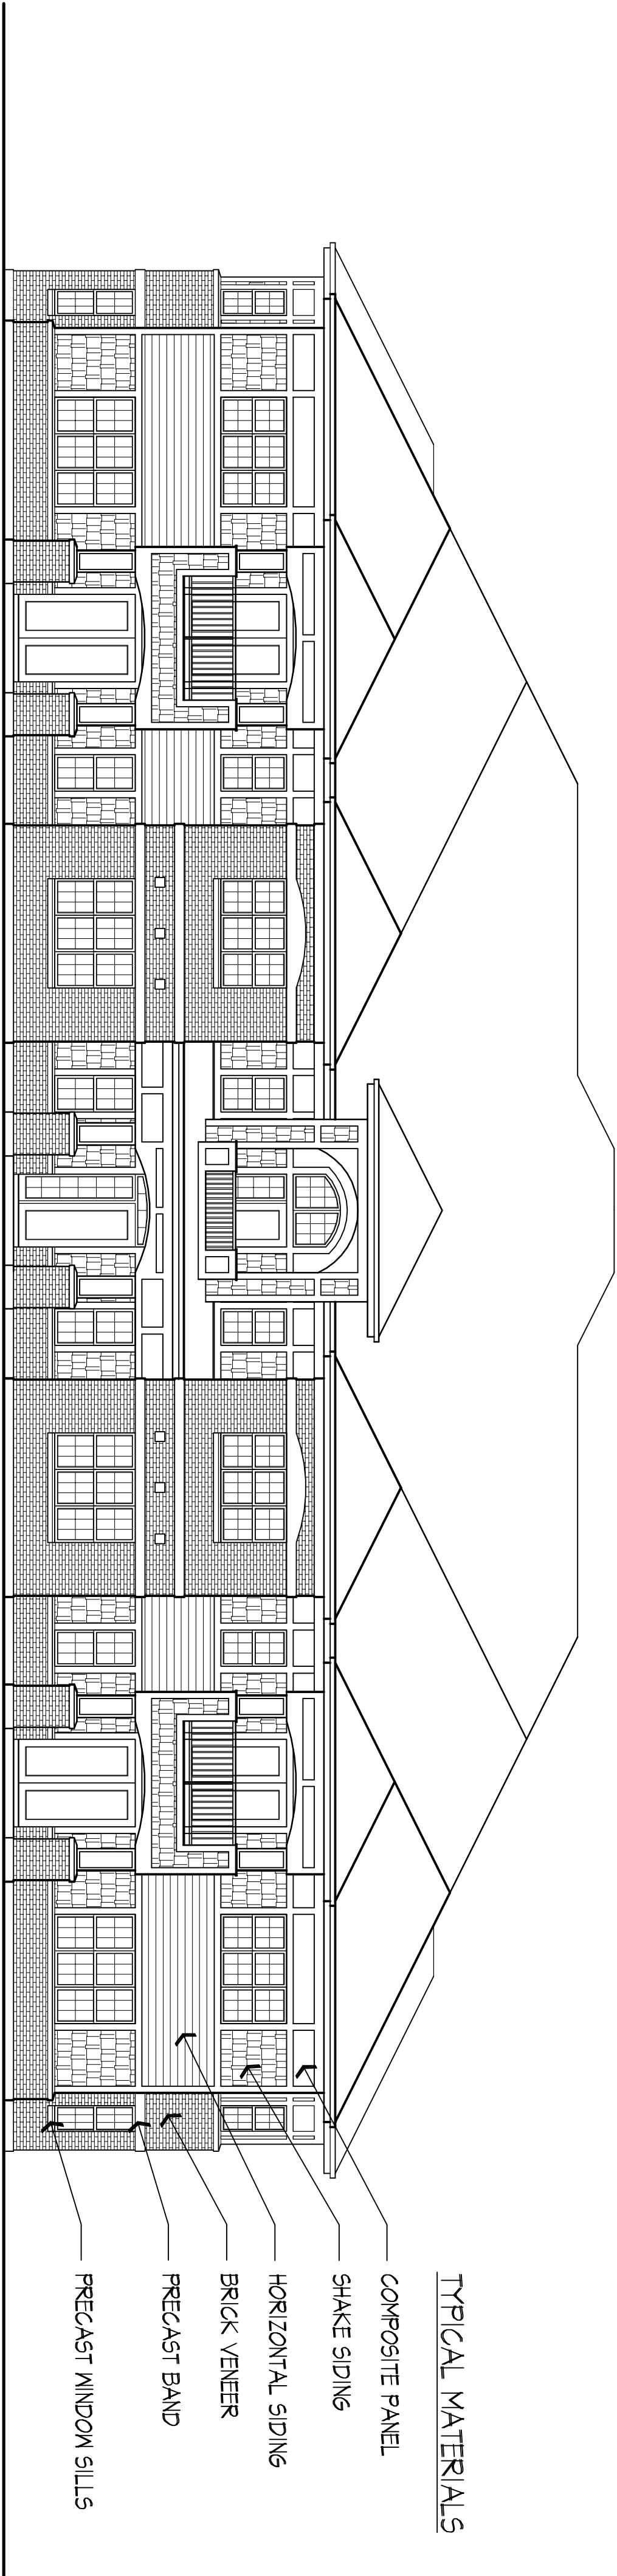 TYPICAL MATERIALS
COMPOSITE PANEL
SHAKE SIDING
HORIZONTAL SIDING
BRICK VENEER
PRECAST BAND
PRECAST WINDOW SILLS